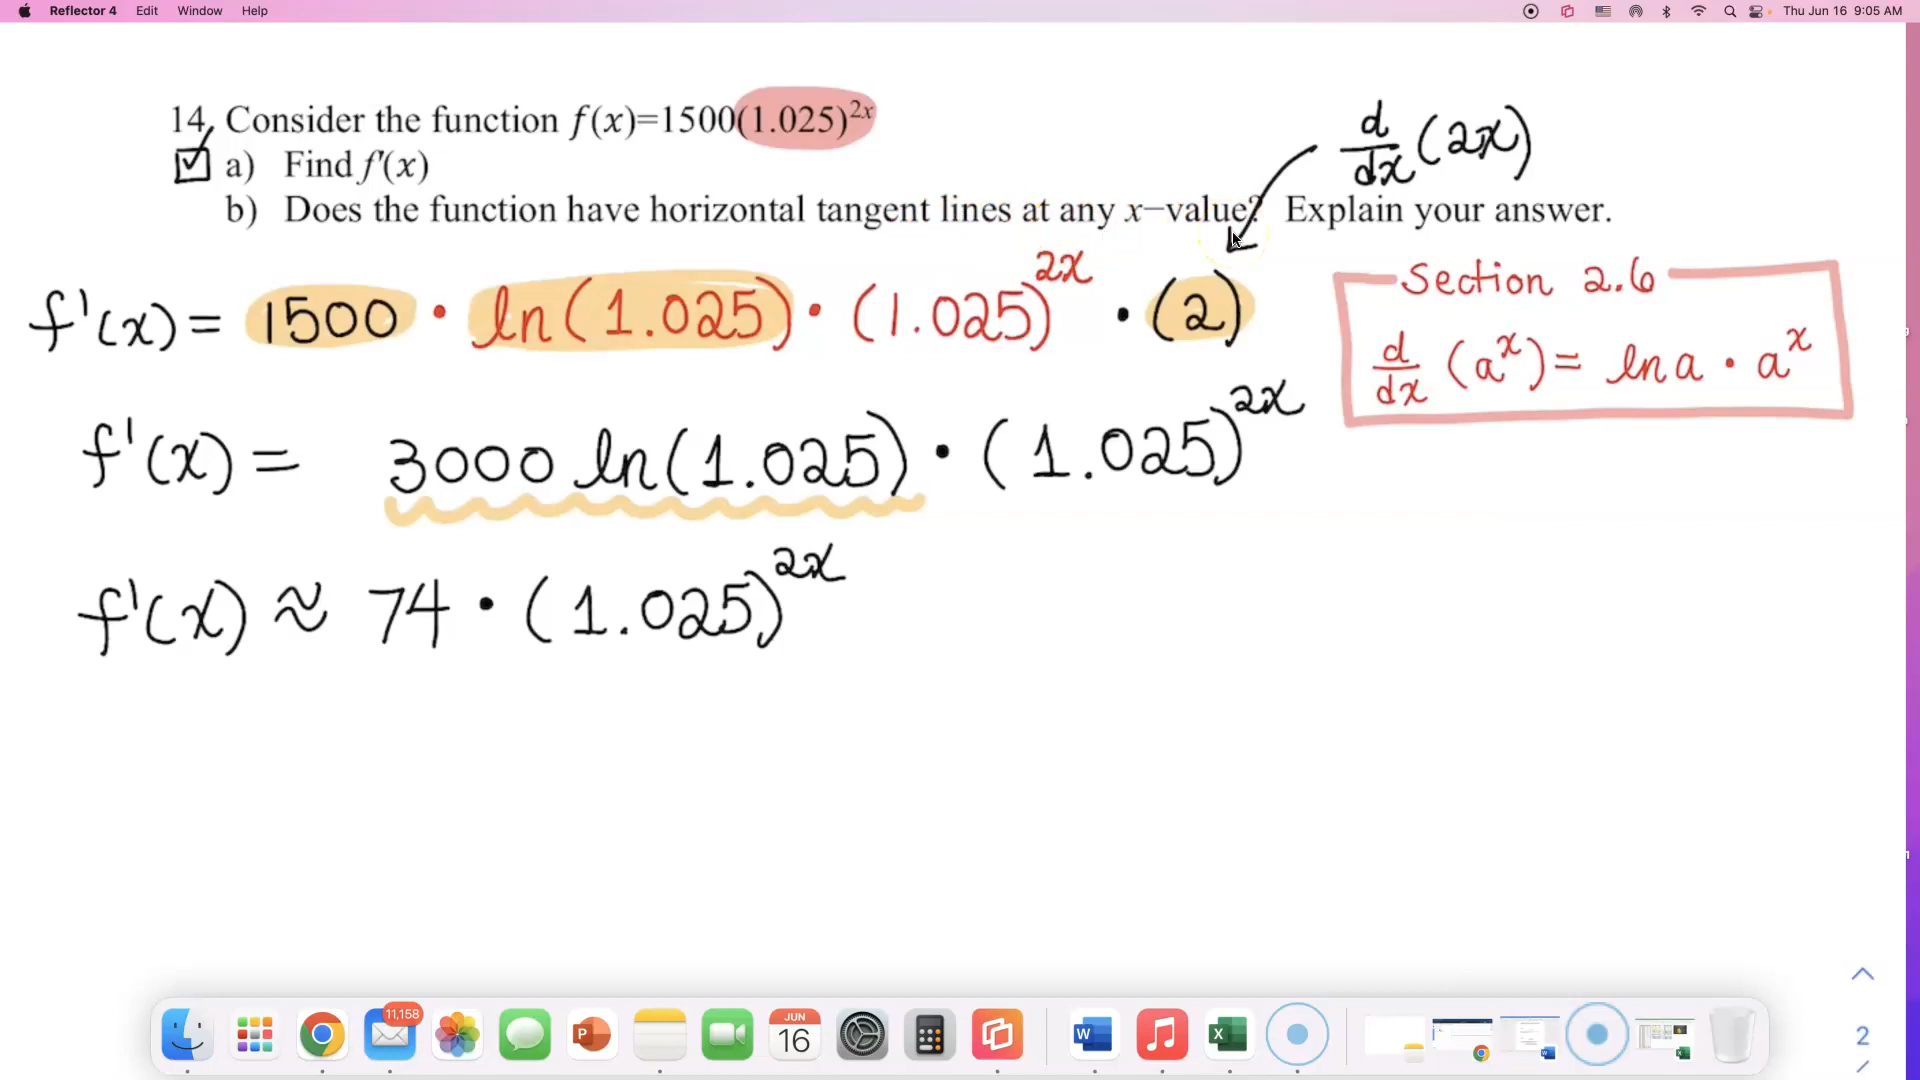 Reflector 4 Edit Window Help Thu Jun 16 9:05 AM
14. Consider the function f(x)=1500(1.025)^{2x}
a) Find f'(x)
b) Does the function have horizontal tangent lines at any x−value? Explain your answer.
d/dx (2x)
f'(x) = 1500 · ln(1.025) · (1.025)^{2x} · (2)
Section 2.6
d/dx (a^x) = ln a · a^x
f'(x) = 3000 ln(1.025) · (1.025)^{2x}
f'(x) ≈ 74 · (1.025)^{2x}
11,158
JUN
16
2